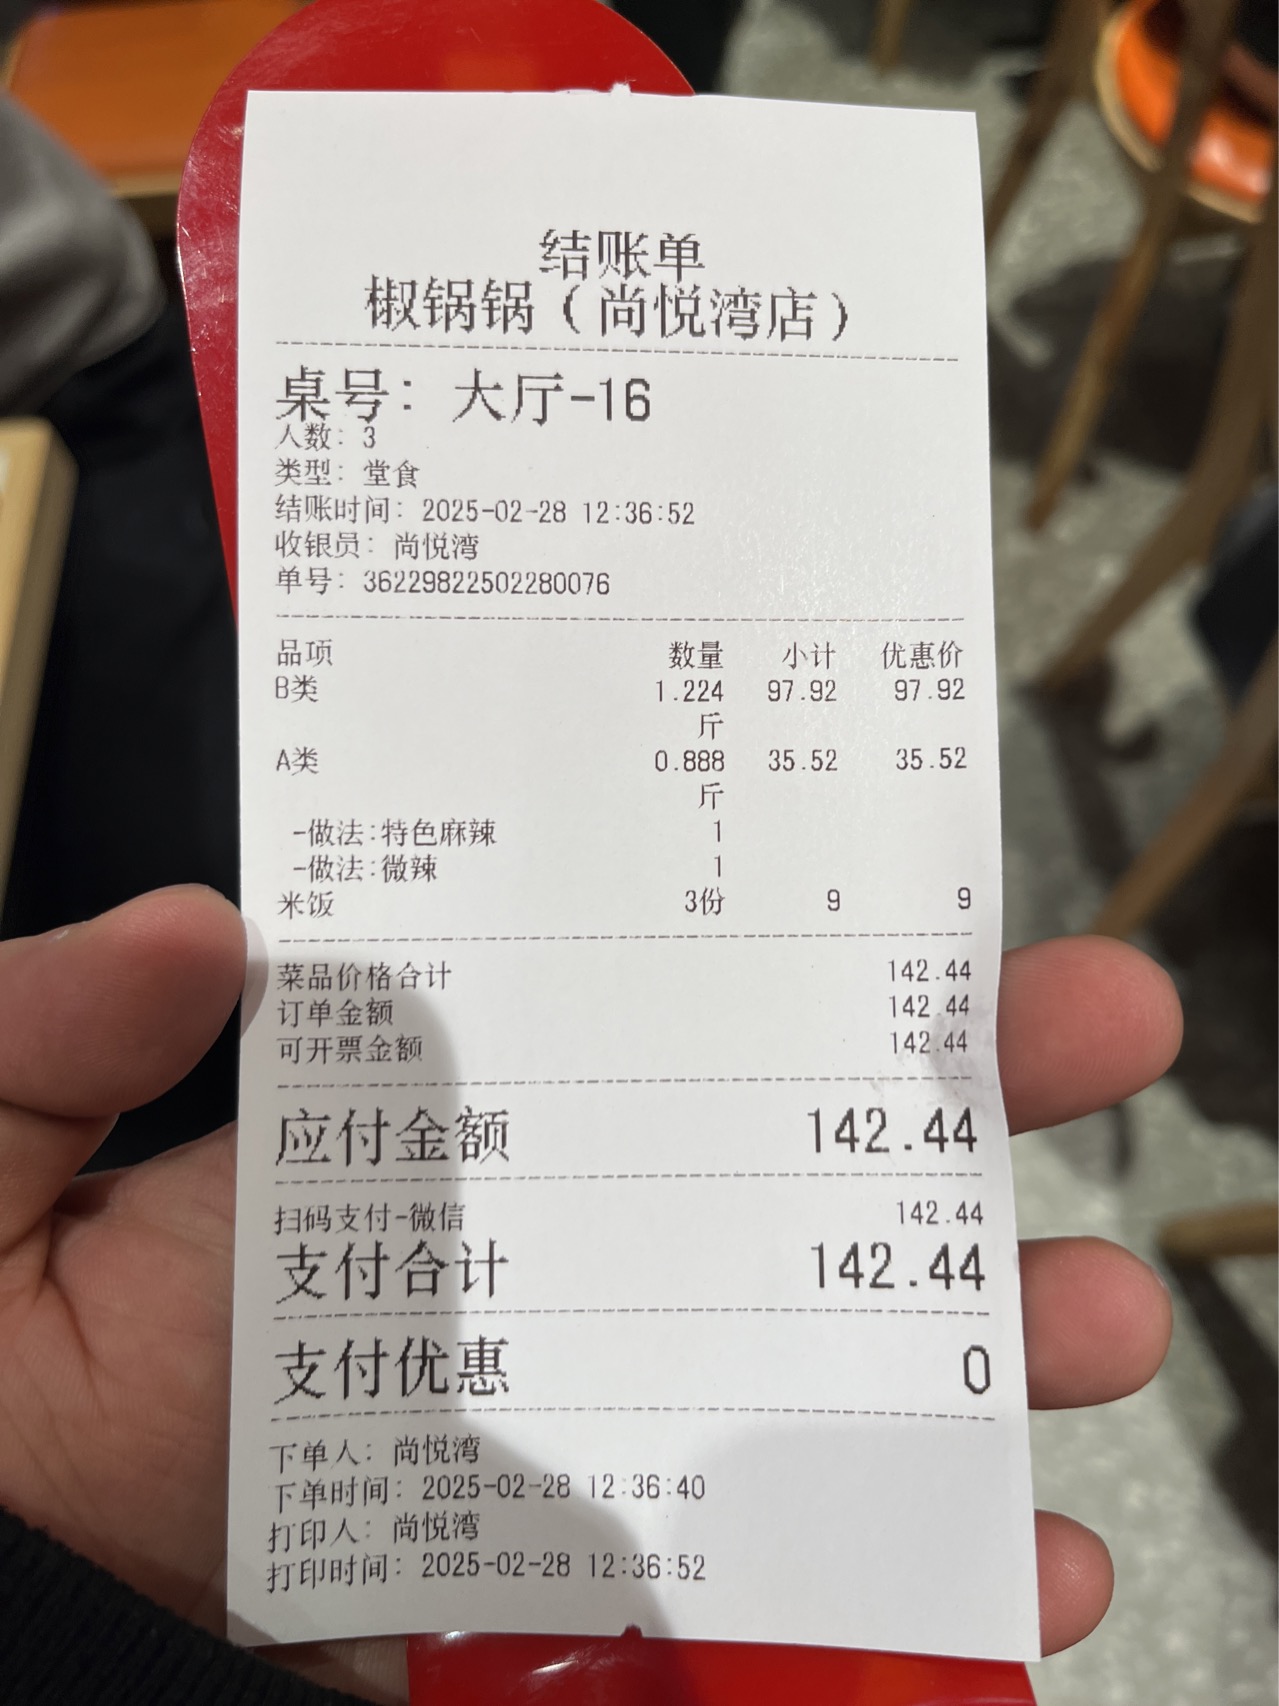 结账单
椒锅锅（尚悦湾店）
桌号：大厅-16
人数：3
类型：堂食
结账时间：2025-02-28 12:36:52
收银员：尚悦湾
单号：36229822502280076
品项 数量 小计 优惠价
B类 1.224 97.92 97.92
斤
A类 0.888 35.52 35.52
斤
-做法:特色麻辣 1
-做法:微辣 1
米饭 3份 9 9
菜品价格合计 142.44
订单金额 142.44
可开票金额 142.44
应付金额 142.44
扫码支付-微信 142.44
支付合计 142.44
支付优惠 0
下单人：尚悦湾
下单时间：2025-02-28 12:36:40
打印人：尚悦湾
打印时间：2025-02-28 12:36:52